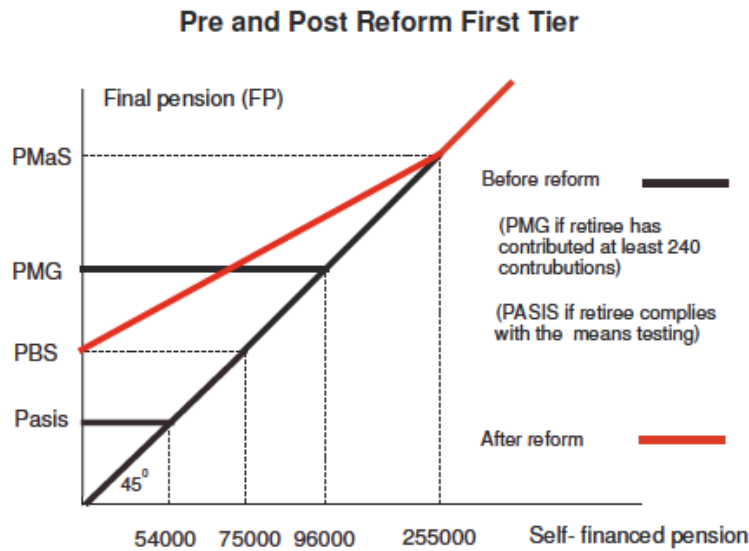 Pre and Post Reform First Tier
Final pension (FP)
PMaS
PMG
PBS
Pasis
45⁰
54000
75000
96000
255000
Self- financed pension
Before reform
(PMG if retiree has
contributed at least 240
contrubutions)
(PASIS if retiree complies
with the means testing)
After reform